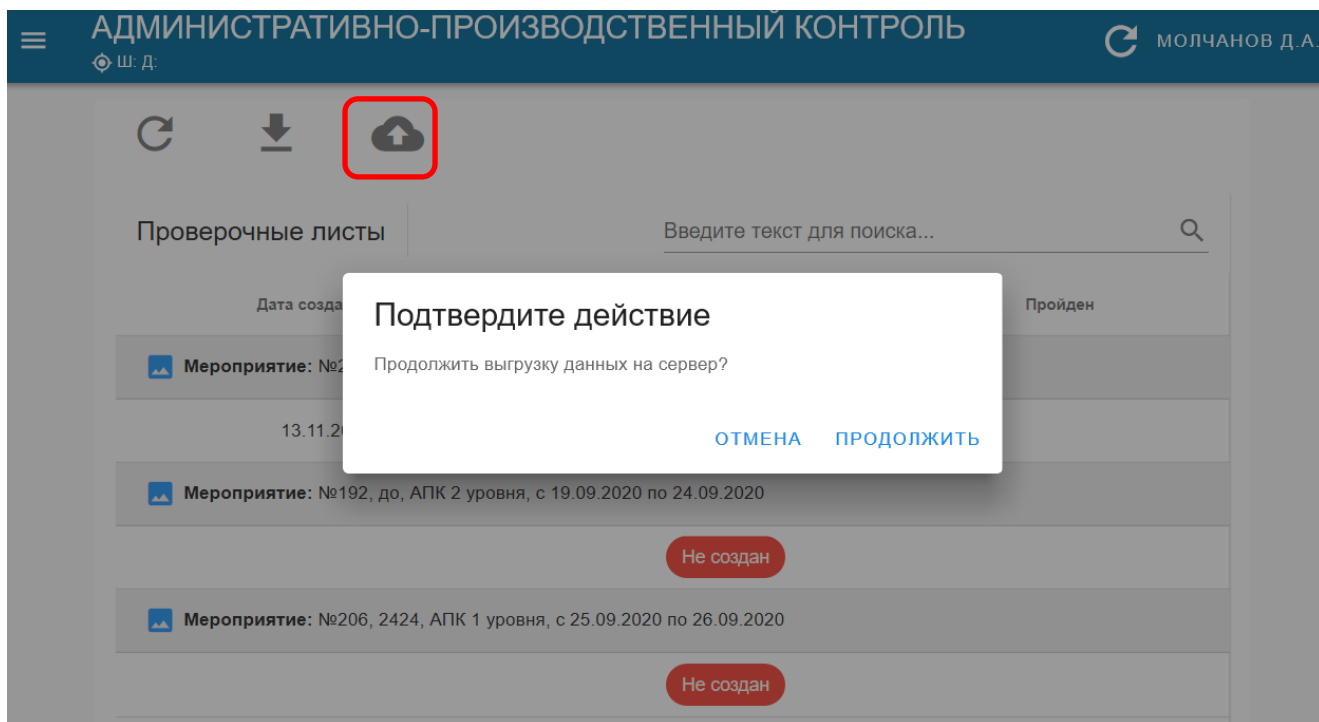 АДМИНИСТРАТИВНО-ПРОИЗВОДСТВЕННЫЙ КОНТРОЛЬ
МОЛЧАНОВ Д.А.
Ш: Д:
Проверочные листы
Введите текст для поиска...
Дата созда
Пройден
Подтвердите действие
Мероприятие: №2
Продолжить выгрузку данных на сервер?
13.11.20
ОТМЕНА ПРОДОЛЖИТЬ
Мероприятие: №192, до, АПК 2 уровня, с 19.09.2020 по 24.09.2020
Не создан
Мероприятие: №206, 2424, АПК 1 уровня, с 25.09.2020 по 26.09.2020
Не создан